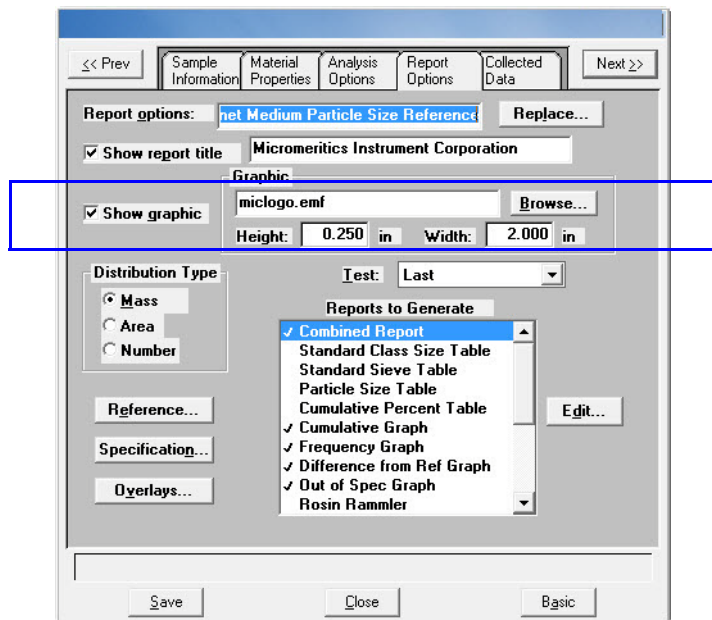 << Prev
Sample Information
Material Properties
Analysis Options
Report Options
Collected Data
Next >>
Report options: net Medium Particle Size Reference Replace...
✓ Show report title Micromeritics Instrument Corporation
Graphic
✓ Show graphic miclogo.emf Browse...
Height: 0.250 in Width: 2.000 in
Distribution Type
Mass
Area
Number
Test: Last
Reports to Generate
✓ Combined Report
Standard Class Size Table
Standard Sieve Table
Particle Size Table
Cumulative Percent Table
✓ Cumulative Graph
✓ Frequency Graph
✓ Difference from Ref Graph
✓ Out of Spec Graph
Rosin Rammler
Edit...
Reference...
Specification...
Overlays...
Save Close Basic